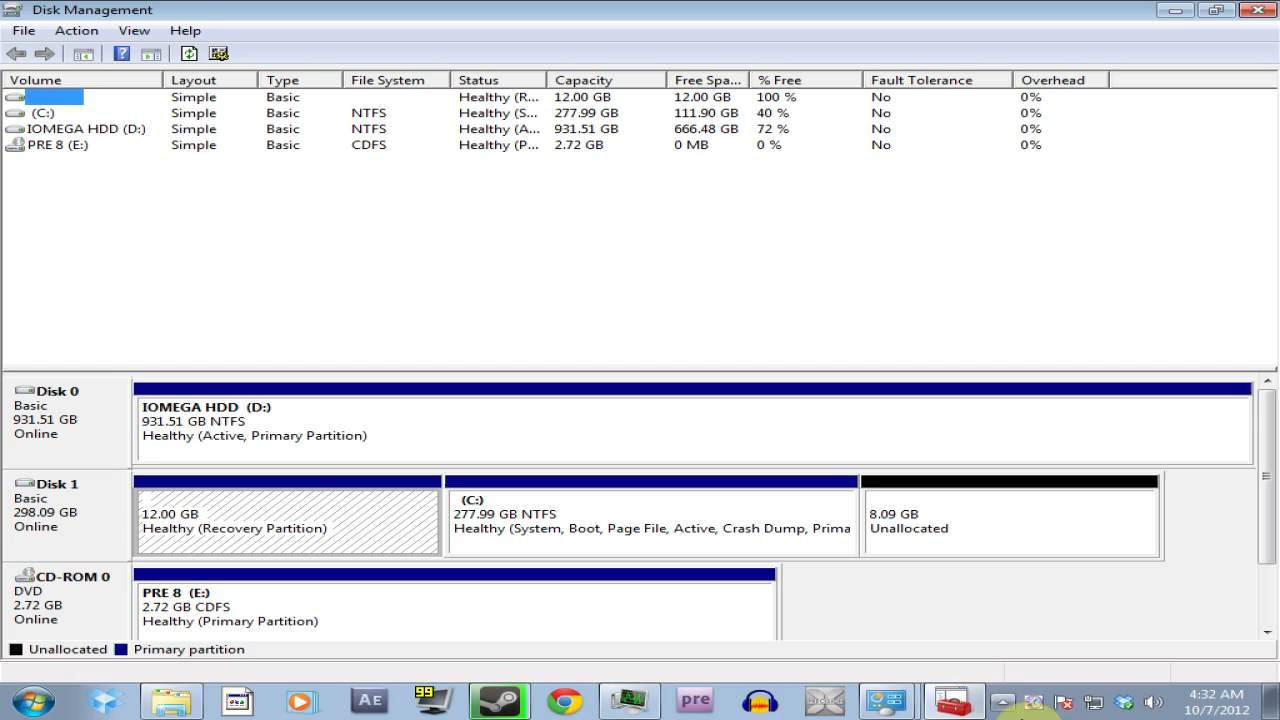 Disk Management
File Action View Help
Volume Layout Type File System Status Capacity Free Spa... % Free Fault Tolerance Overhead
Simple Basic Healthy (R... 12.00 GB 12.00 GB 100 % No 0%
(C:) Simple Basic NTFS Healthy (S... 277.99 GB 111.90 GB 40 % No 0%
IOMEGA HDD (D:) Simple Basic NTFS Healthy (A... 931.51 GB 666.48 GB 72 % No 0%
PRE 8 (E:) Simple Basic CDFS Healthy (P... 2.72 GB 0 MB 0 % No 0%
Disk 0
Basic
931.51 GB
Online
IOMEGA HDD (D:)
931.51 GB NTFS
Healthy (Active, Primary Partition)
Disk 1
Basic
298.09 GB
Online
12.00 GB
Healthy (Recovery Partition)
(C:)
277.99 GB NTFS
Healthy (System, Boot, Page File, Active, Crash Dump, Prima
8.09 GB
Unallocated
CD-ROM 0
DVD
2.72 GB
Online
PRE 8 (E:)
2.72 GB CDFS
Healthy (Primary Partition)
Unallocated Primary partition
AE 99 pre
4:32 AM
10/7/2012